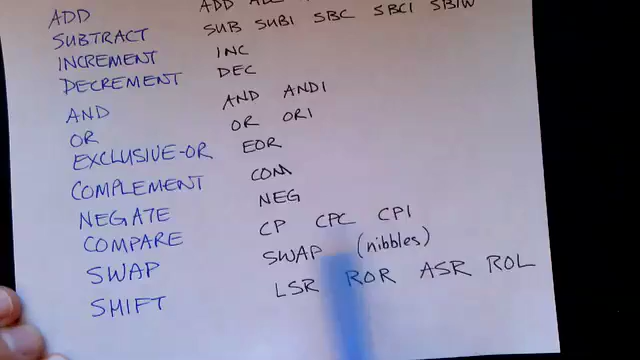 ADD ADD
SUBTRACT SUB SUBI SBC SBCI SBIW
INCREMENT INC
DECREMENT DEC
AND AND ANDI
OR OR ORI
EXCLUSIVE-OR EOR
COMPLEMENT COM
NEGATE NEG
COMPARE CP CPC CPI
SWAP SWAP (nibbles)
SHIFT LSR ROR ASR ROL